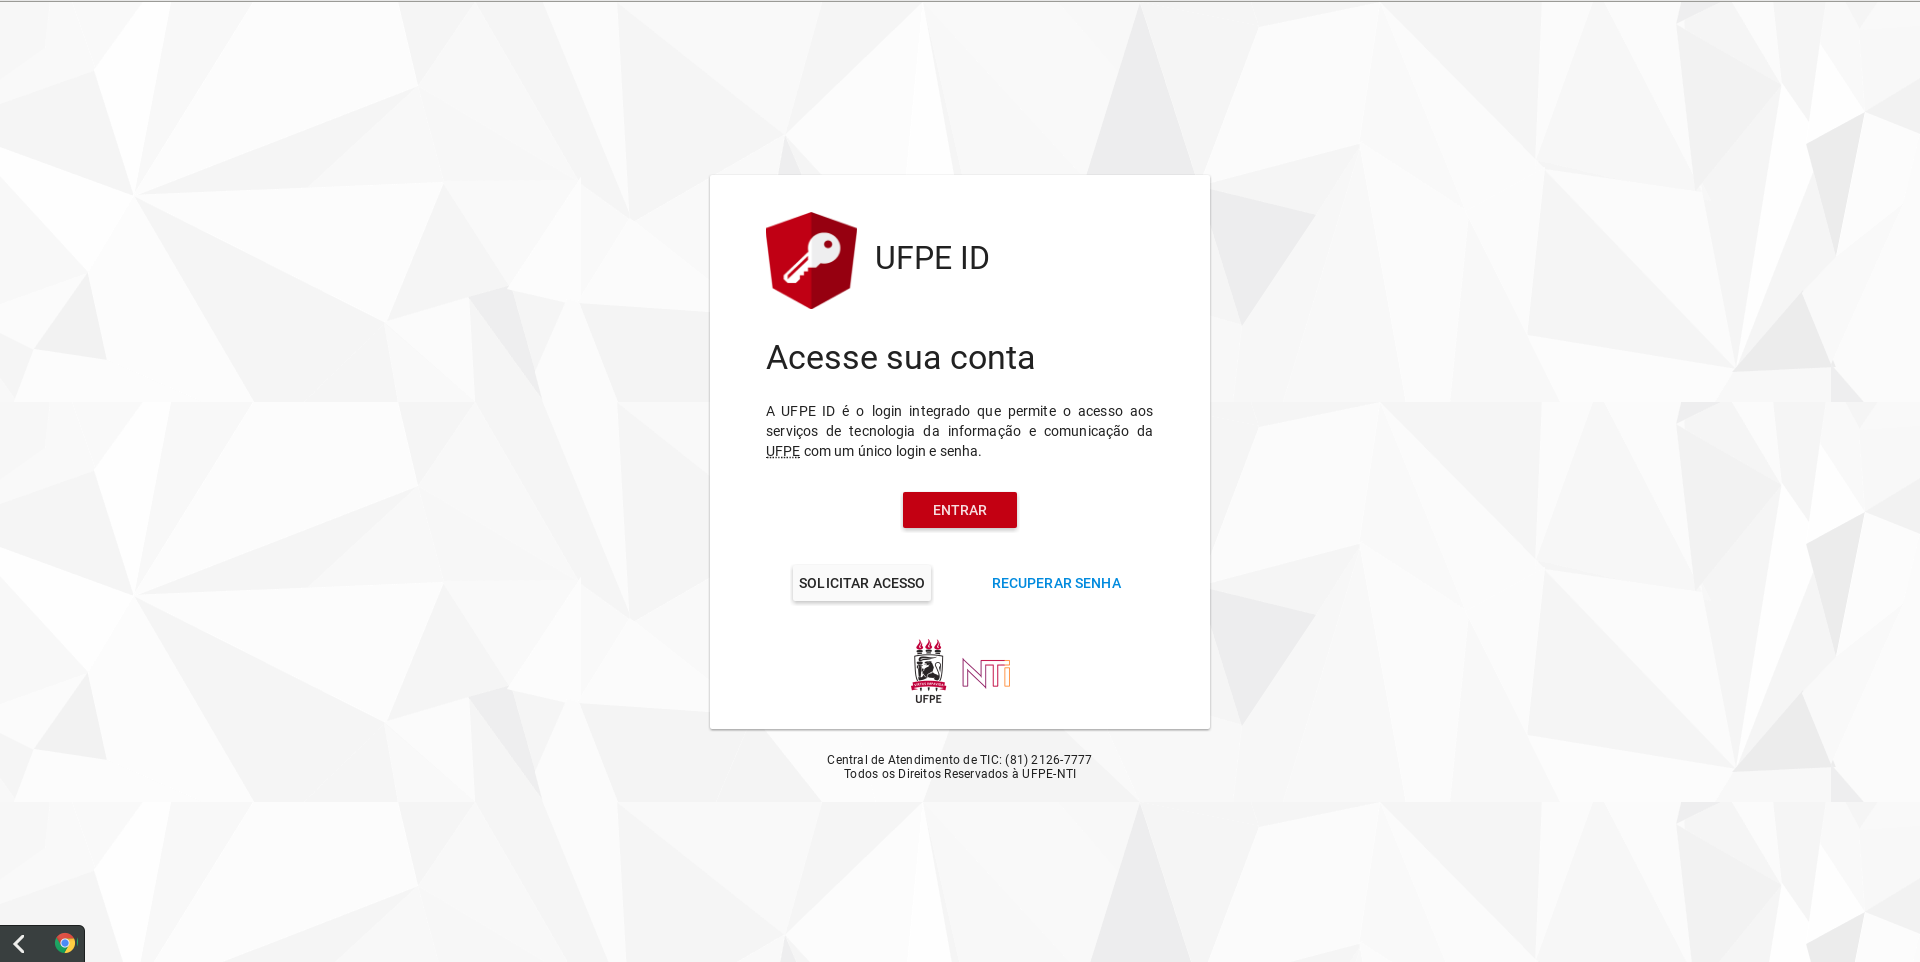 UFPE ID
Acesse sua conta
A UFPE ID é o login integrado que permite o acesso aos
serviços de tecnologia da informação e comunicação da
UFPE com um único login e senha.
ENTRAR
SOLICITAR ACESSO
RECUPERAR SENHA
UFPE
NTi
Central de Atendimento de TIC: (81) 2126-7777
Todos os Direitos Reservados à UFPE-NTI